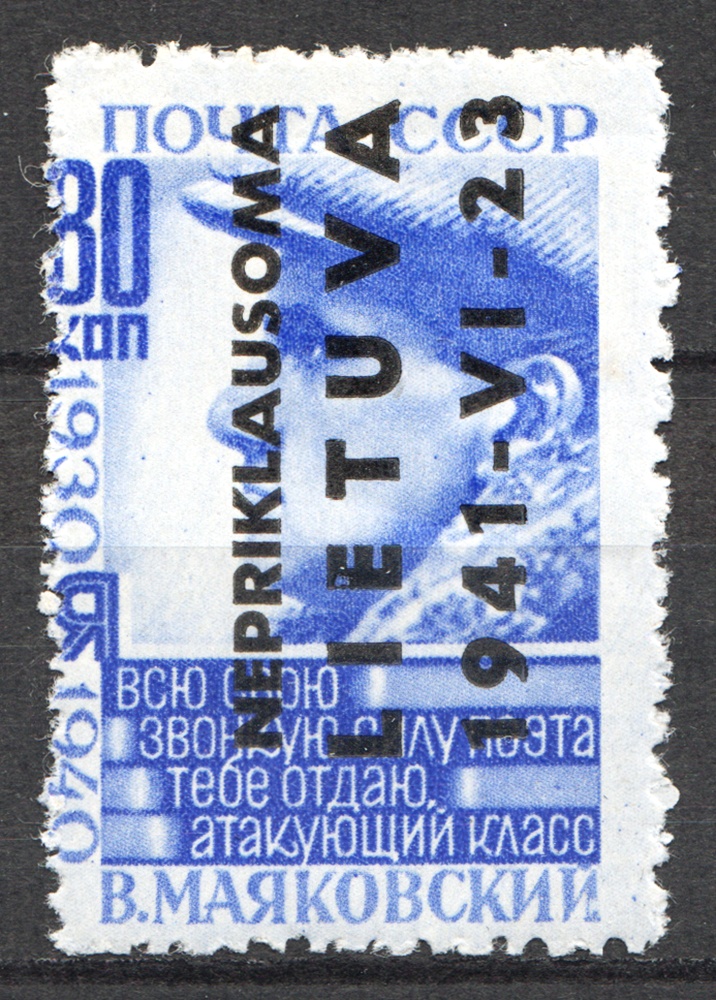 ПОЧТА СССР
80
коп
1930
1940
ВСЮ СВОЮ
ЗВОНКУЮ СИЛУ ПОЭТА
ТЕБЕ ОТДАЮ,
АТАКУЮЩИЙ КЛАСС
В.МАЯКОВСКИЙ
NEPRIKLAUSOMA
LIETUVA
1941-VI-23